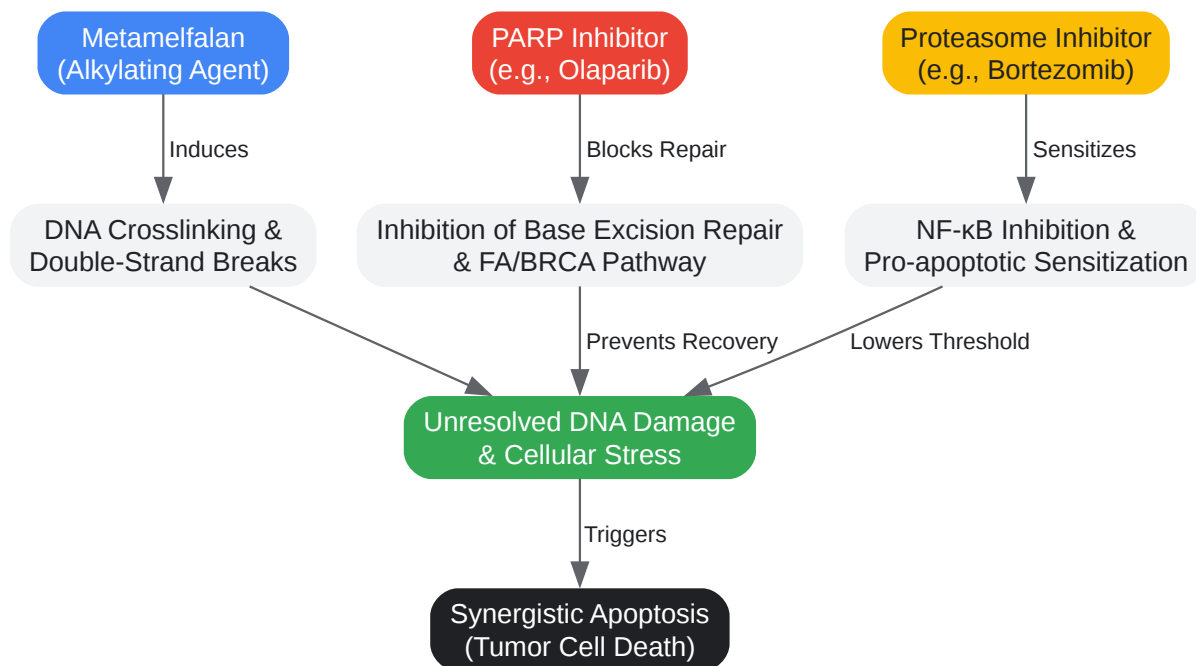 Metamelfalan
(Alkylating Agent)
PARP Inhibitor
(e.g., Olaparib)
Proteasome Inhibitor
(e.g., Bortezomib)
Induces
Blocks Repair
Sensitizes
DNA Crosslinking &
Double-Strand Breaks
Inhibition of Base Excision Repair
& FA/BRCA Pathway
NF-κB Inhibition &
Pro-apoptotic Sensitization
Prevents Recovery
Lowers Threshold
Unresolved DNA Damage
& Cellular Stress
Triggers
Synergistic Apoptosis
(Tumor Cell Death)